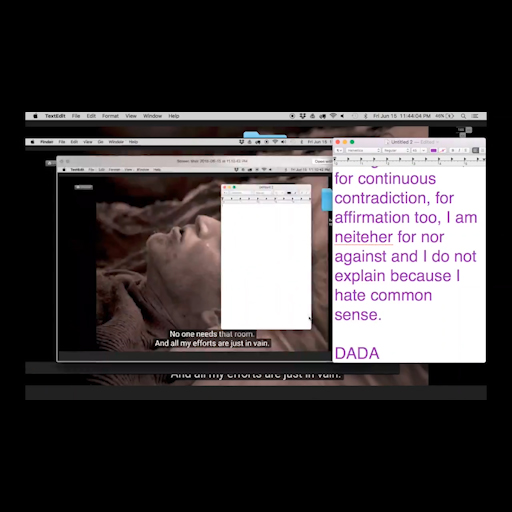 TextEdit File Edit Format View Window Help Fri Jun 19 11:44:04 PM
Finder File Edit View Go Window Help Fri Jun 19
Untitled 2 — Edited
Regular
for continuous
contradiction, for
affirmation too, I am
neiteher for nor
against and I do not
explain because I
hate common
sense.
DADA
TextEdit File Edit Format View Window Help
No one needs that room.
And all my efforts are just in vain.
And all my efforts are just in vain.